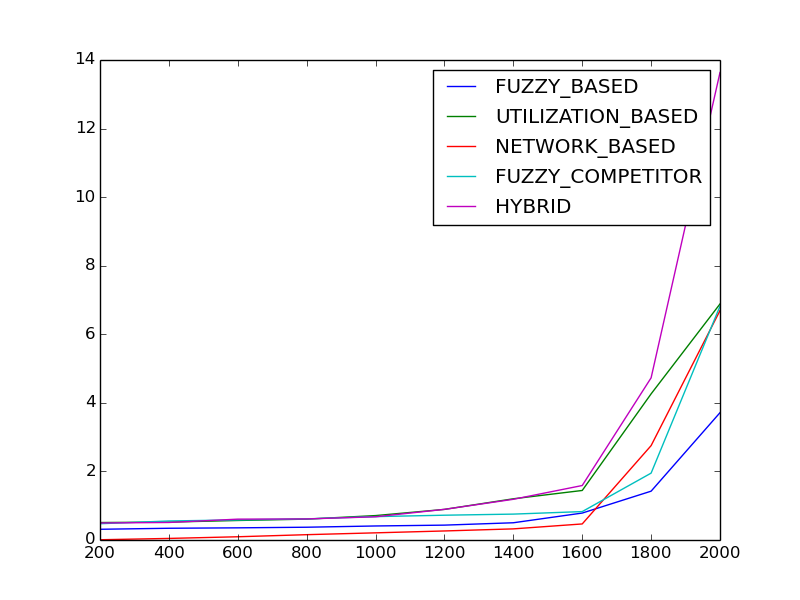 14
12
10
8
6
4
2
0
FUZZY_BASED
UTILIZATION_BASED
NETWORK_BASED
FUZZY_COMPETITOR
HYBRID
200 400 600 800 1000 1200 1400 1600 1800 2000